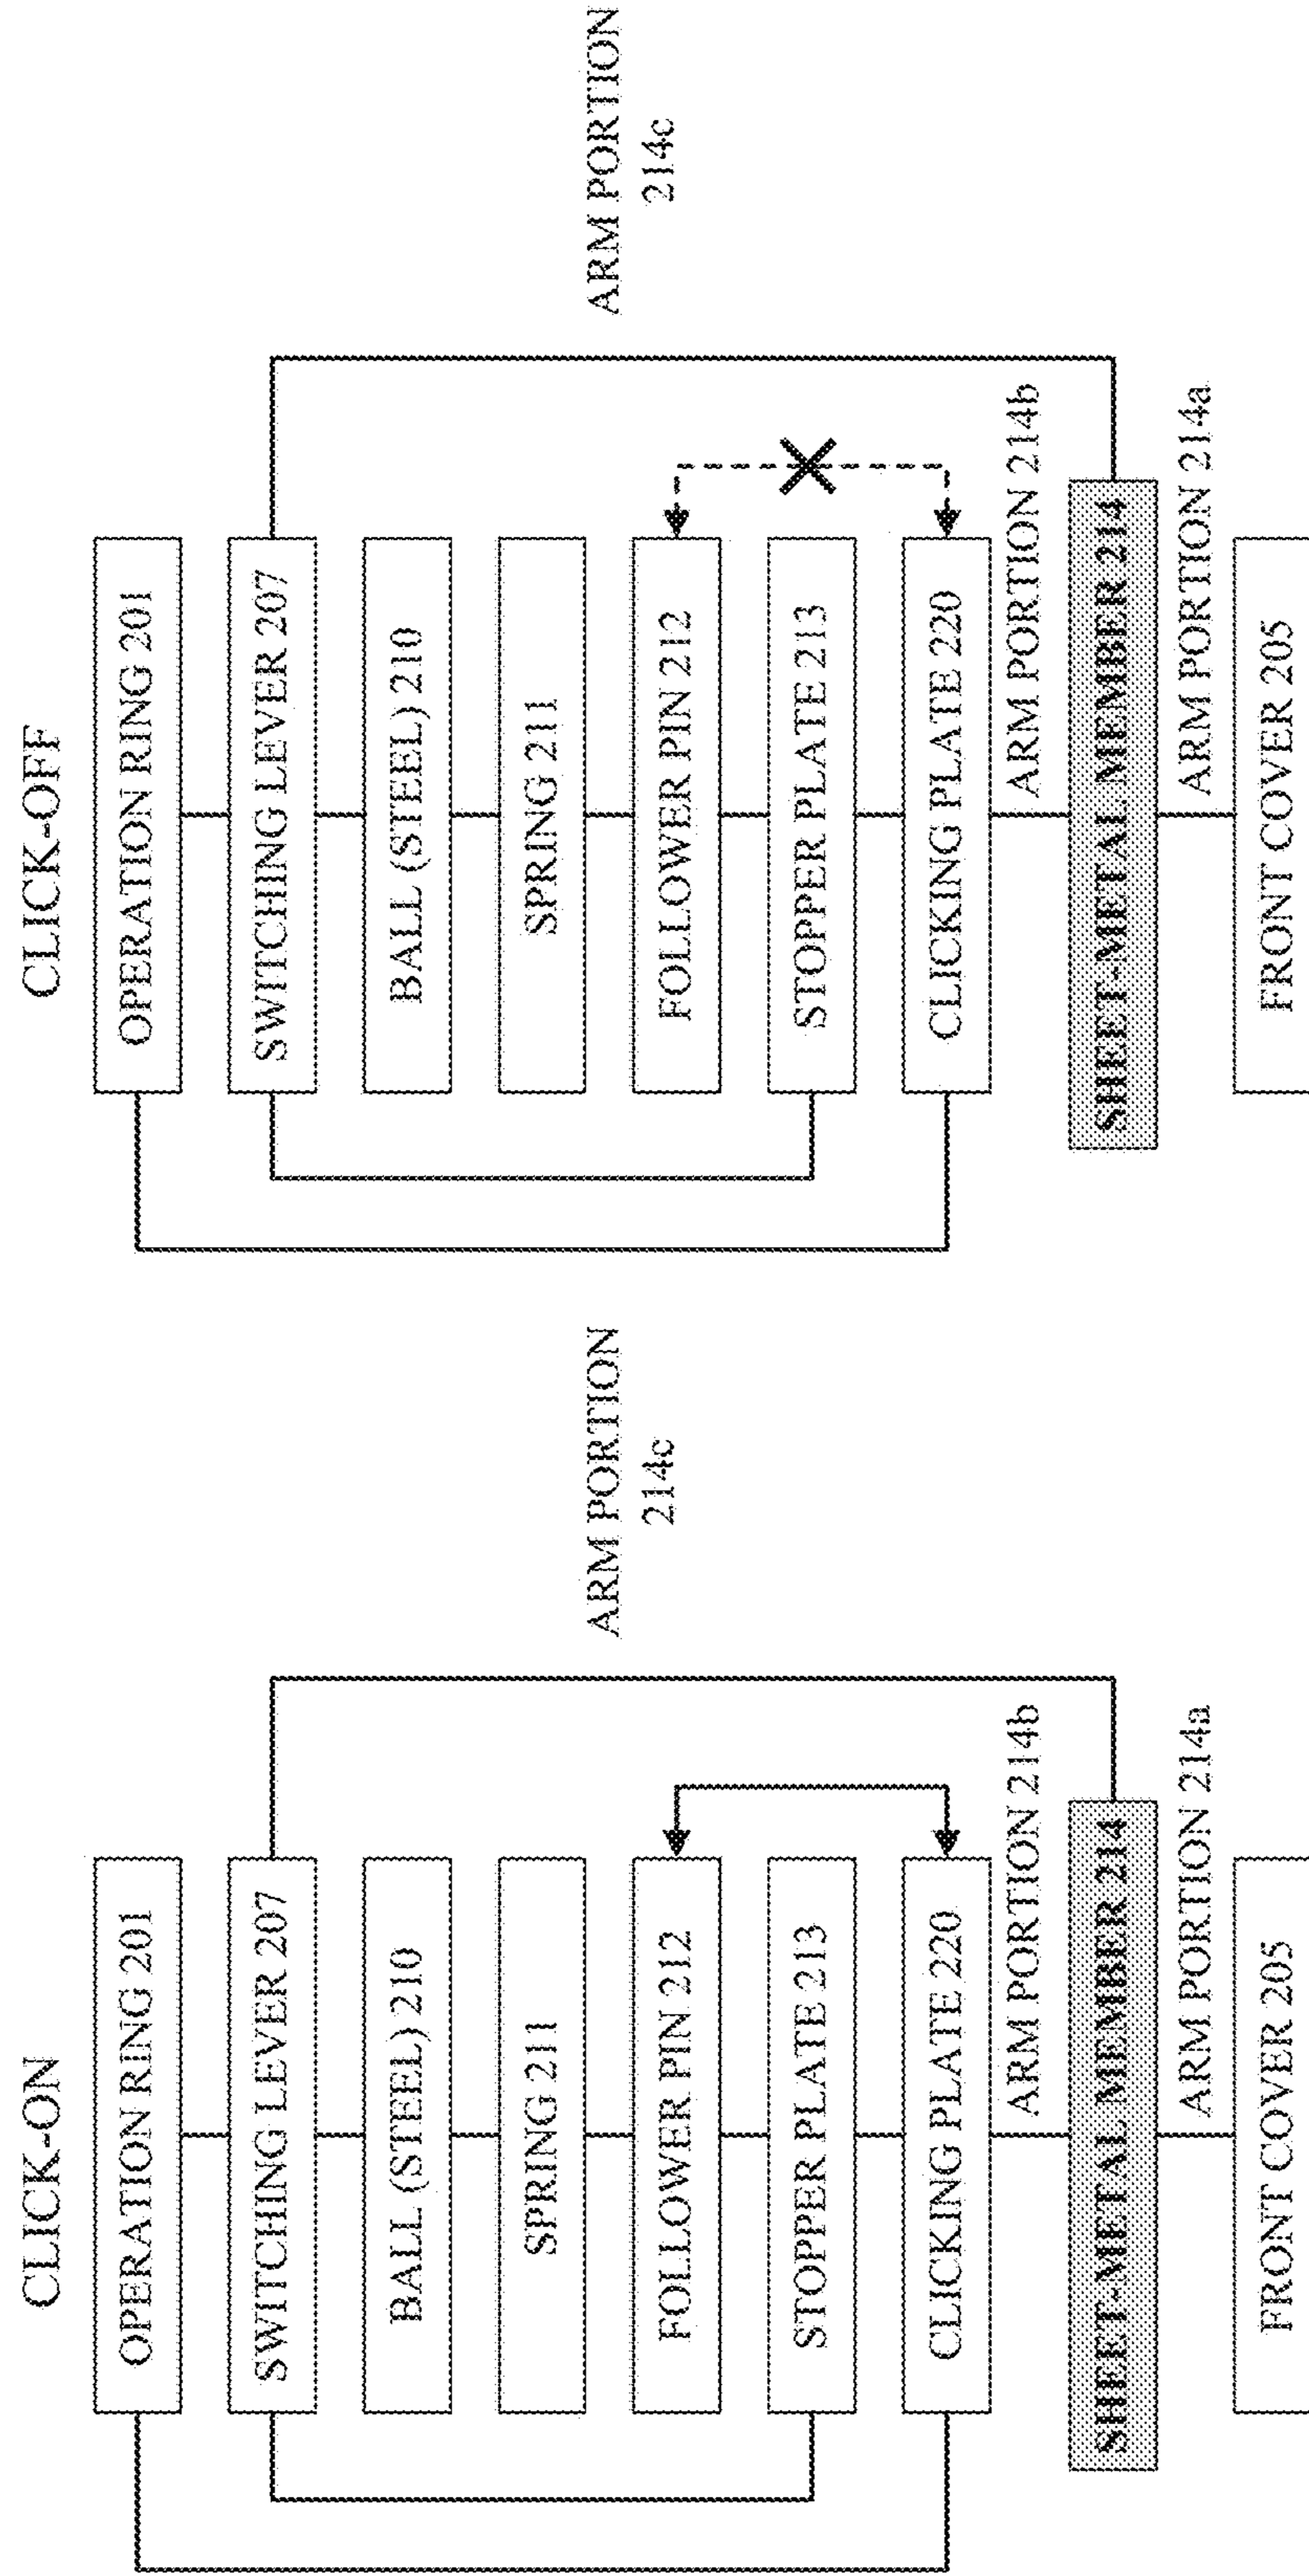 CLICK-ON
OPERATION RING 201
SWITCHING LEVER 207
BALL (STEEL) 210
SPRING 211
FOLLOWER PIN 212
STOPPER PLATE 213
CLICKING PLATE 220
ARM PORTION 214b
SHEET-METAL MEMBER 214
ARM PORTION 214a
FRONT COVER 205
ARM PORTION
214c
CLICK-OFF
OPERATION RING 201
SWITCHING LEVER 207
BALL (STEEL) 210
SPRING 211
FOLLOWER PIN 212
STOPPER PLATE 213
CLICKING PLATE 220
ARM PORTION 214b
SHEET-METAL MEMBER 214
ARM PORTION 214a
FRONT COVER 205
ARM PORTION
214c